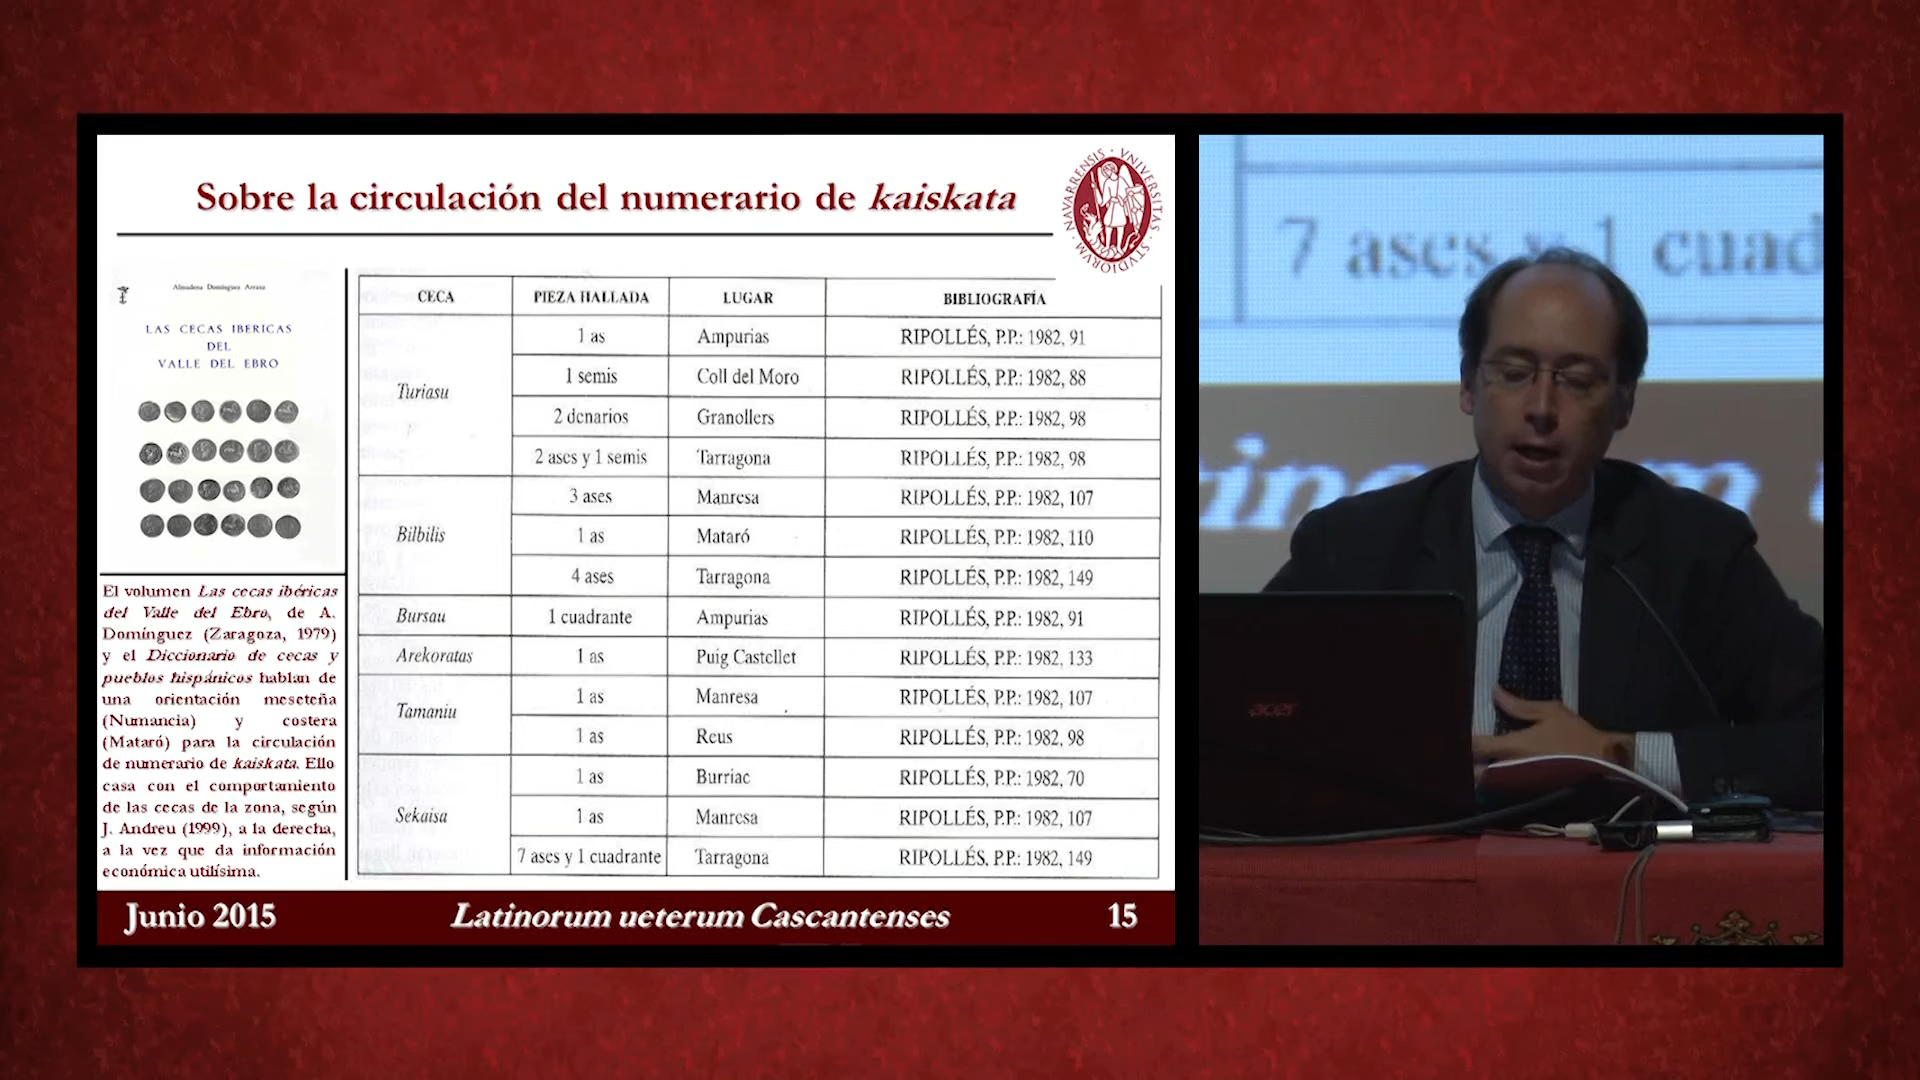 Sobre la circulación del numerario de kaiskata
NAVARRENSIS · VNIVERSITAS · STVDIORVM
Almudena Domínguez Arranz
LAS CECAS IBERICAS
DEL
VALLE DEL EBRO
El volumen Las cecas ibéricas
del Valle del Ebro, de A.
Domínguez (Zaragoza, 1979)
y el Diccionario de cecas y
pueblos hispánicos hablan de
una orientación meseteña
(Numancia) y costera
(Mataró) para la circulación
de numerario de kaiskata. Ello
casa con el comportamiento
de las cecas de la zona, según
J. Andreu (1999), a la derecha,
a la vez que da información
económica utilísima.
CECA PIEZA HALLADA LUGAR BIBLIOGRAFÍA
Turiasu 1 as Ampurias RIPOLLÉS, P.P.: 1982, 91
1 semis Coll del Moro RIPOLLÉS, P.P.: 1982, 88
2 denarios Granollers RIPOLLÉS, P.P.: 1982, 98
2 ases y 1 semis Tarragona RIPOLLÉS, P.P.: 1982, 98
Bilbilis 3 ases Manresa RIPOLLÉS, P.P.: 1982, 107
1 as Mataró RIPOLLÉS, P.P.: 1982, 110
4 ases Tarragona RIPOLLÉS, P.P.: 1982, 149
Bursau 1 cuadrante Ampurias RIPOLLÉS, P.P.: 1982, 91
Arekoratas 1 as Puig Castellet RIPOLLÉS, P.P.: 1982, 133
Tamaniu 1 as Manresa RIPOLLÉS, P.P.: 1982, 107
1 as Reus RIPOLLÉS, P.P.: 1982, 98
Sekaisa 1 as Burriac RIPOLLÉS, P.P.: 1982, 70
1 as Manresa RIPOLLÉS, P.P.: 1982, 107
7 ases y 1 cuadrante Tarragona RIPOLLÉS, P.P.: 1982, 149
Junio 2015 Latinorum ueterum Cascantenses 15
7 ases y 1 cuad
acer